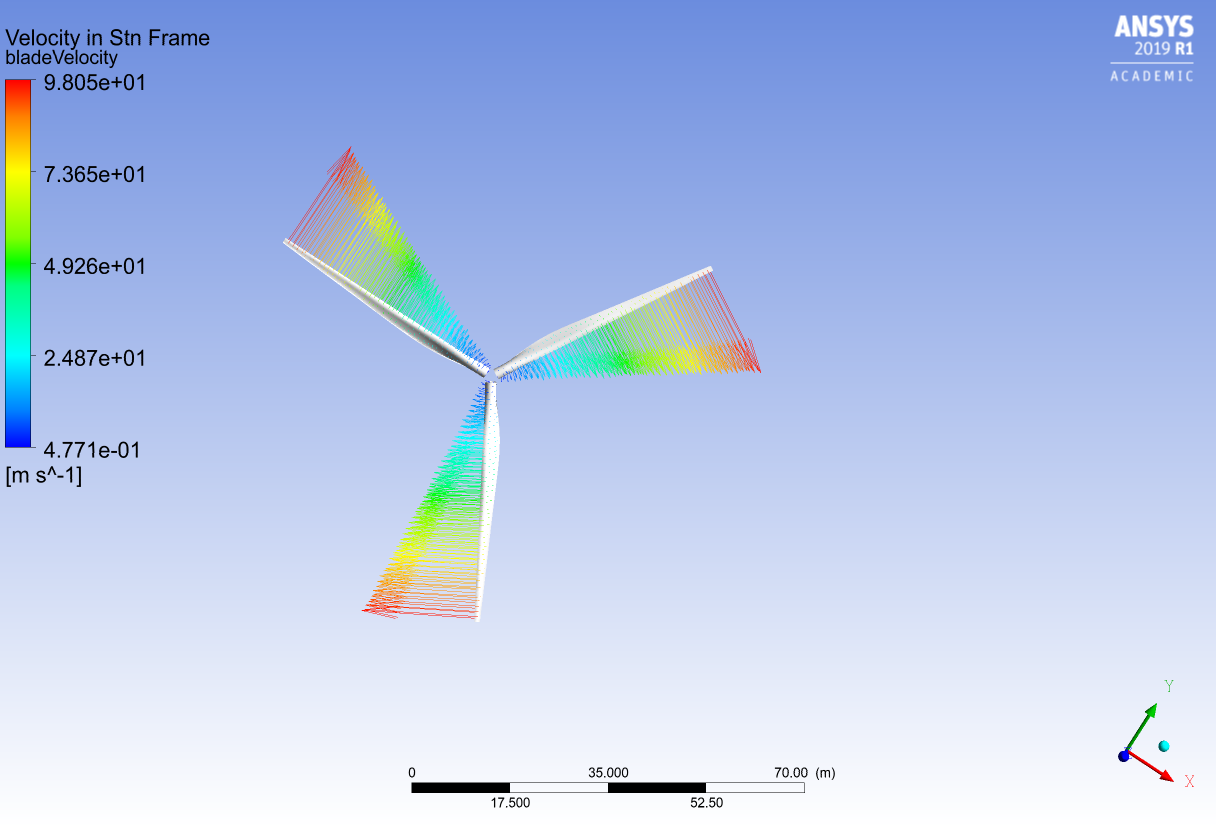 Velocity in Stn Frame
bladeVelocity
9.805e+01
7.365e+01
4.926e+01
2.487e+01
4.771e-01
[m s^-1]
ANSYS
2019 R1
ACADEMIC
0 35.000 70.00 (m)
17.500 52.50
Y
X